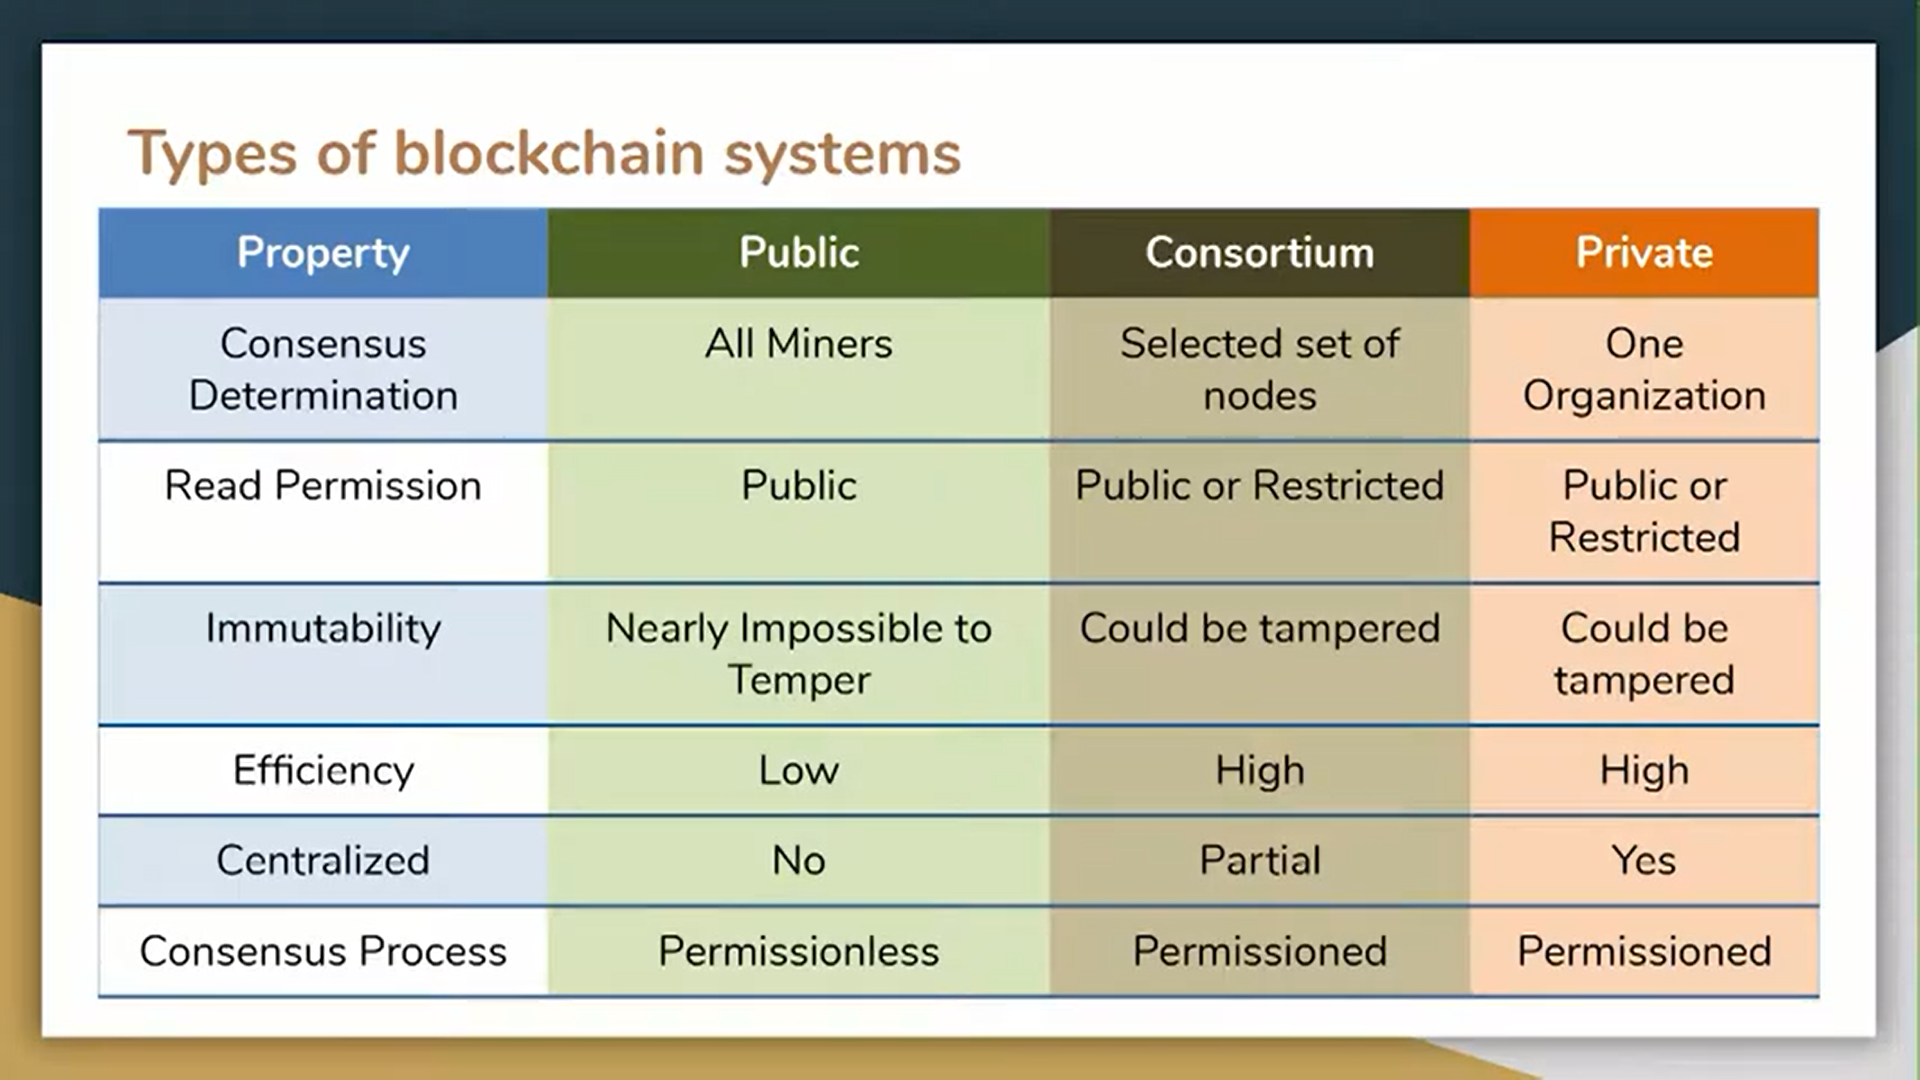 Types of blockchain systems
Property Public Consortium Private
Consensus All Miners Selected set of One
Determination nodes Organization
Read Permission Public Public or Restricted Public or
Restricted
Immutability Nearly Impossible to Could be tampered Could be
Temper tampered
Efficiency Low High High
Centralized No Partial Yes
Consensus Process Permissionless Permissioned Permissioned